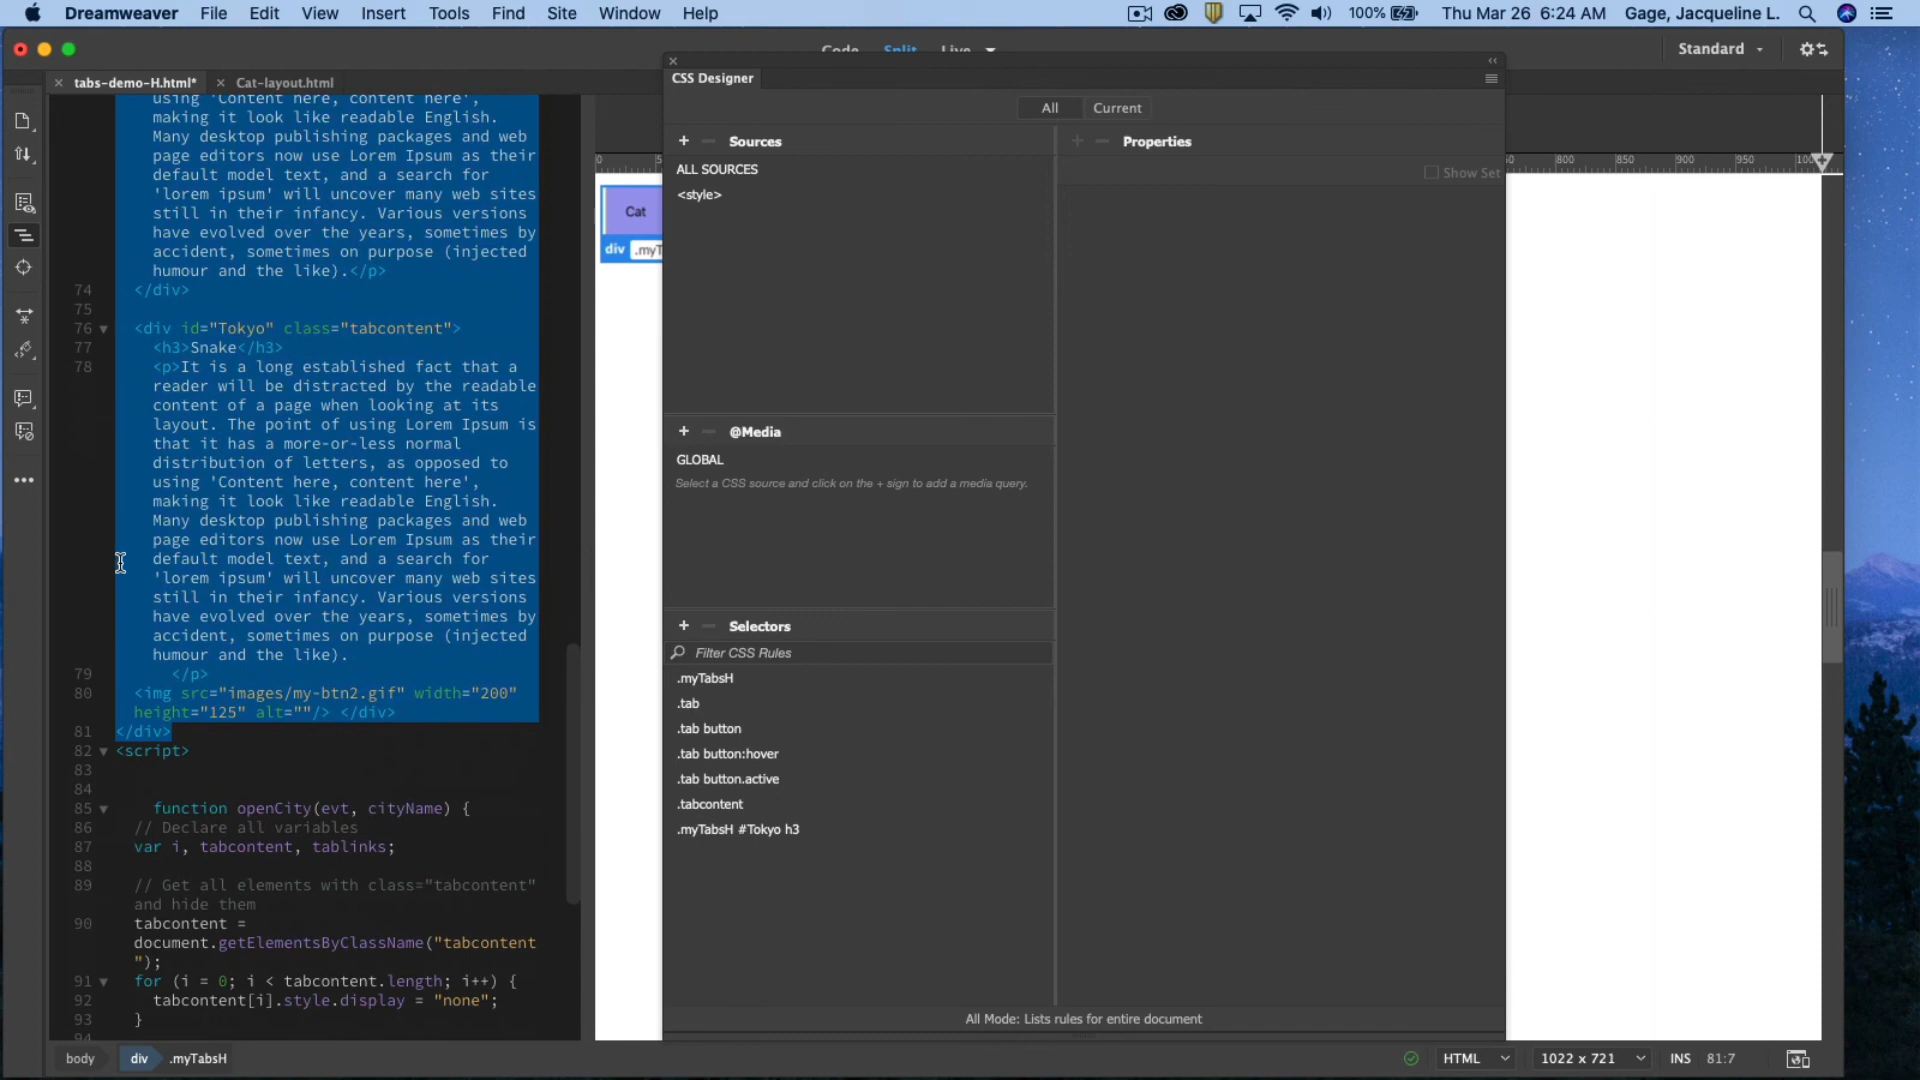 Dreamweaver File Edit View Insert Tools Find Site Window Help 100% Thu Mar 26 6:24 AM Gage, Jacqueline L.
Code Split Live Standard
tabs-demo-H.html* Cat-layout.html
using 'Content here, content here',
making it look like readable English.
Many desktop publishing packages and web
page editors now use Lorem Ipsum as their
default model text, and a search for
'lorem ipsum' will uncover many web sites
still in their infancy. Various versions
have evolved over the years, sometimes by
accident, sometimes on purpose (injected
humour and the like).</p>
74 </div>
75
76 <div id="Tokyo" class="tabcontent">
77 <h3>Snake</h3>
78 <p>It is a long established fact that a
reader will be distracted by the readable
content of a page when looking at its
layout. The point of using Lorem Ipsum is
that it has a more-or-less normal
distribution of letters, as opposed to
using 'Content here, content here',
making it look like readable English.
Many desktop publishing packages and web
page editors now use Lorem Ipsum as their
default model text, and a search for
'lorem ipsum' will uncover many web sites
still in their infancy. Various versions
have evolved over the years, sometimes by
accident, sometimes on purpose (injected
humour and the like).
79 </p>
80 <img src="images/my-btn2.gif" width="200"
height="125" alt=""/> </div>
81 </div>
82 <script>
83
84
85 function openCity(evt, cityName) {
86 // Declare all variables
87 var i, tabcontent, tablinks;
88
89 // Get all elements with class="tabcontent"
and hide them
90 tabcontent =
document.getElementsByClassName("tabcontent
");
91 for (i = 0; i < tabcontent.length; i++) {
92 tabcontent[i].style.display = "none";
93 }
94
body div .myTabsH
0
Cat
div .myT
CSS Designer
All Current
+ − Sources
ALL SOURCES
<style>
+ − @Media
GLOBAL
Select a CSS source and click on the + sign to add a media query.
+ − Selectors
Filter CSS Rules
.myTabsH
.tab
.tab button
.tab button:hover
.tab button.active
.tabcontent
.myTabsH #Tokyo h3
+ − Properties
Show Set
All Mode: Lists rules for entire document
850 900 950
HTML 1022 x 721 INS 81:7